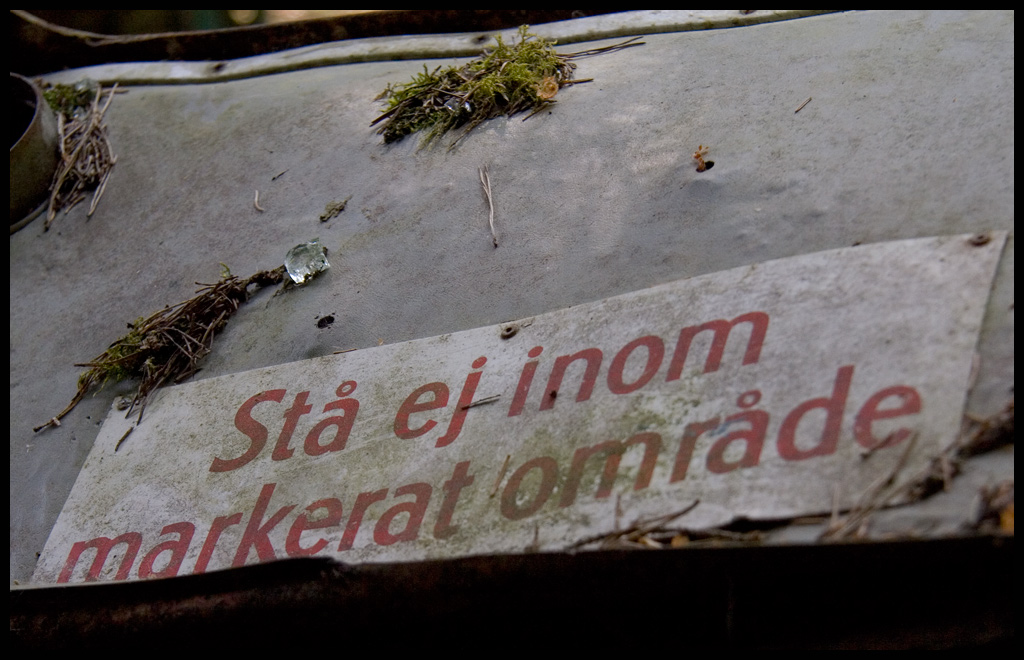 Stå ej inom
markerat område